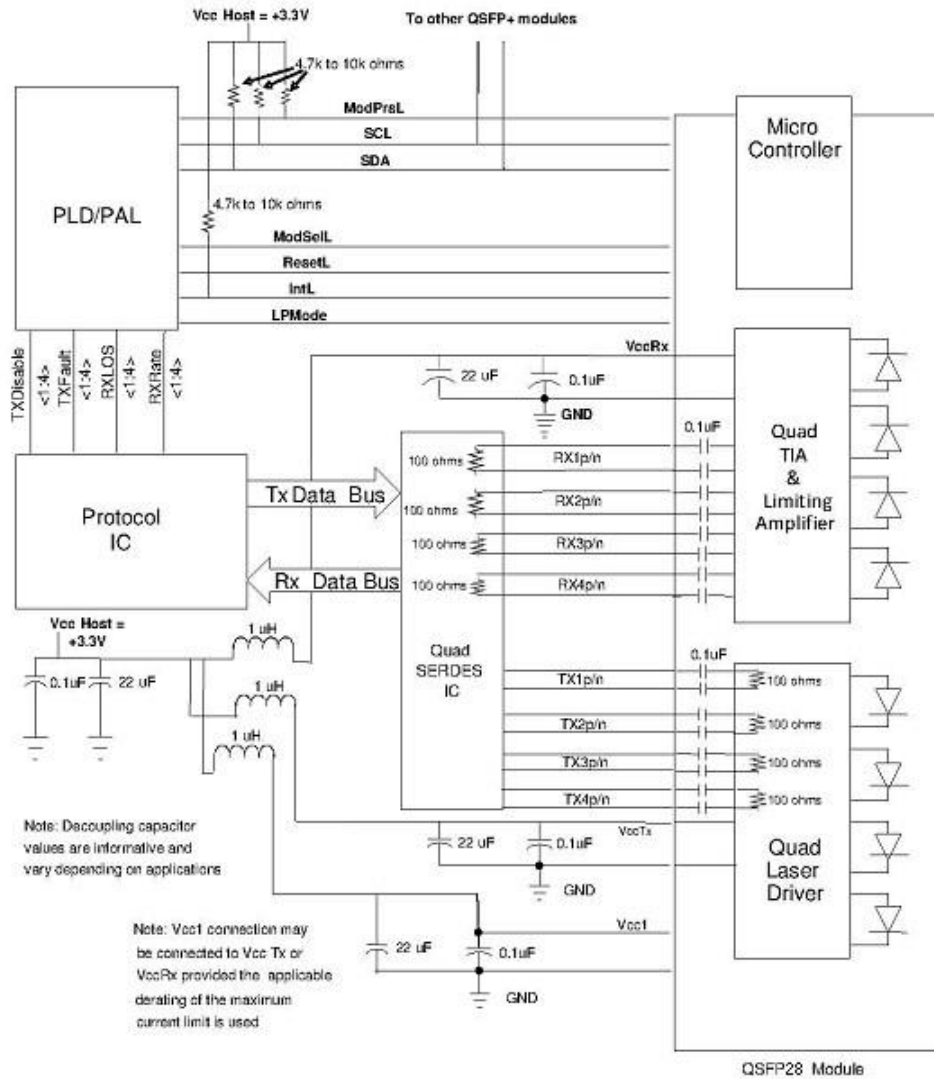 Vcc Host = +3.3V
To other QSFP+ modules
4.7k to 10k ohms
ModPrsL
SCL
SDA
Micro
Controller
PLD/PAL
4.7k to 10k ohms
ModSelL
ResetL
IntL
LPMode
TXDisable
<1:4>
TXFault
<1:4>
RXLOS
<1:4>
RXRate
<1:4>
VccRx
22 uF
0.1uF
GND
0.1uF
Quad
TIA
&
Limiting
Amplifier
100 ohms
RX1p/n
100 ohms
RX2p/n
100 ohms
RX3p/n
100 ohms
RX4p/n
Tx Data Bus
Protocol
IC
Rx Data Bus
Vcc Host =
+3.3V
0.1uF
22 uF
1 uH
1 uH
1 uH
Quad
SERDES
IC
0.1uF
TX1p/n
100 ohms
TX2p/n
100 ohms
TX3p/n
100 ohms
TX4p/n
100 ohms
Note: Decoupling capacitor
values are informative and
vary depending on applications
VccTx
22 uF
0.1uF
GND
Quad
Laser
Driver
Note: Vcc1 connection may
be connected to Vcc Tx or
VccRx provided the applicable
derating of the maximum
current limit is used
Vcc1
22 uF
0.1uF
GND
QSFP28 Module